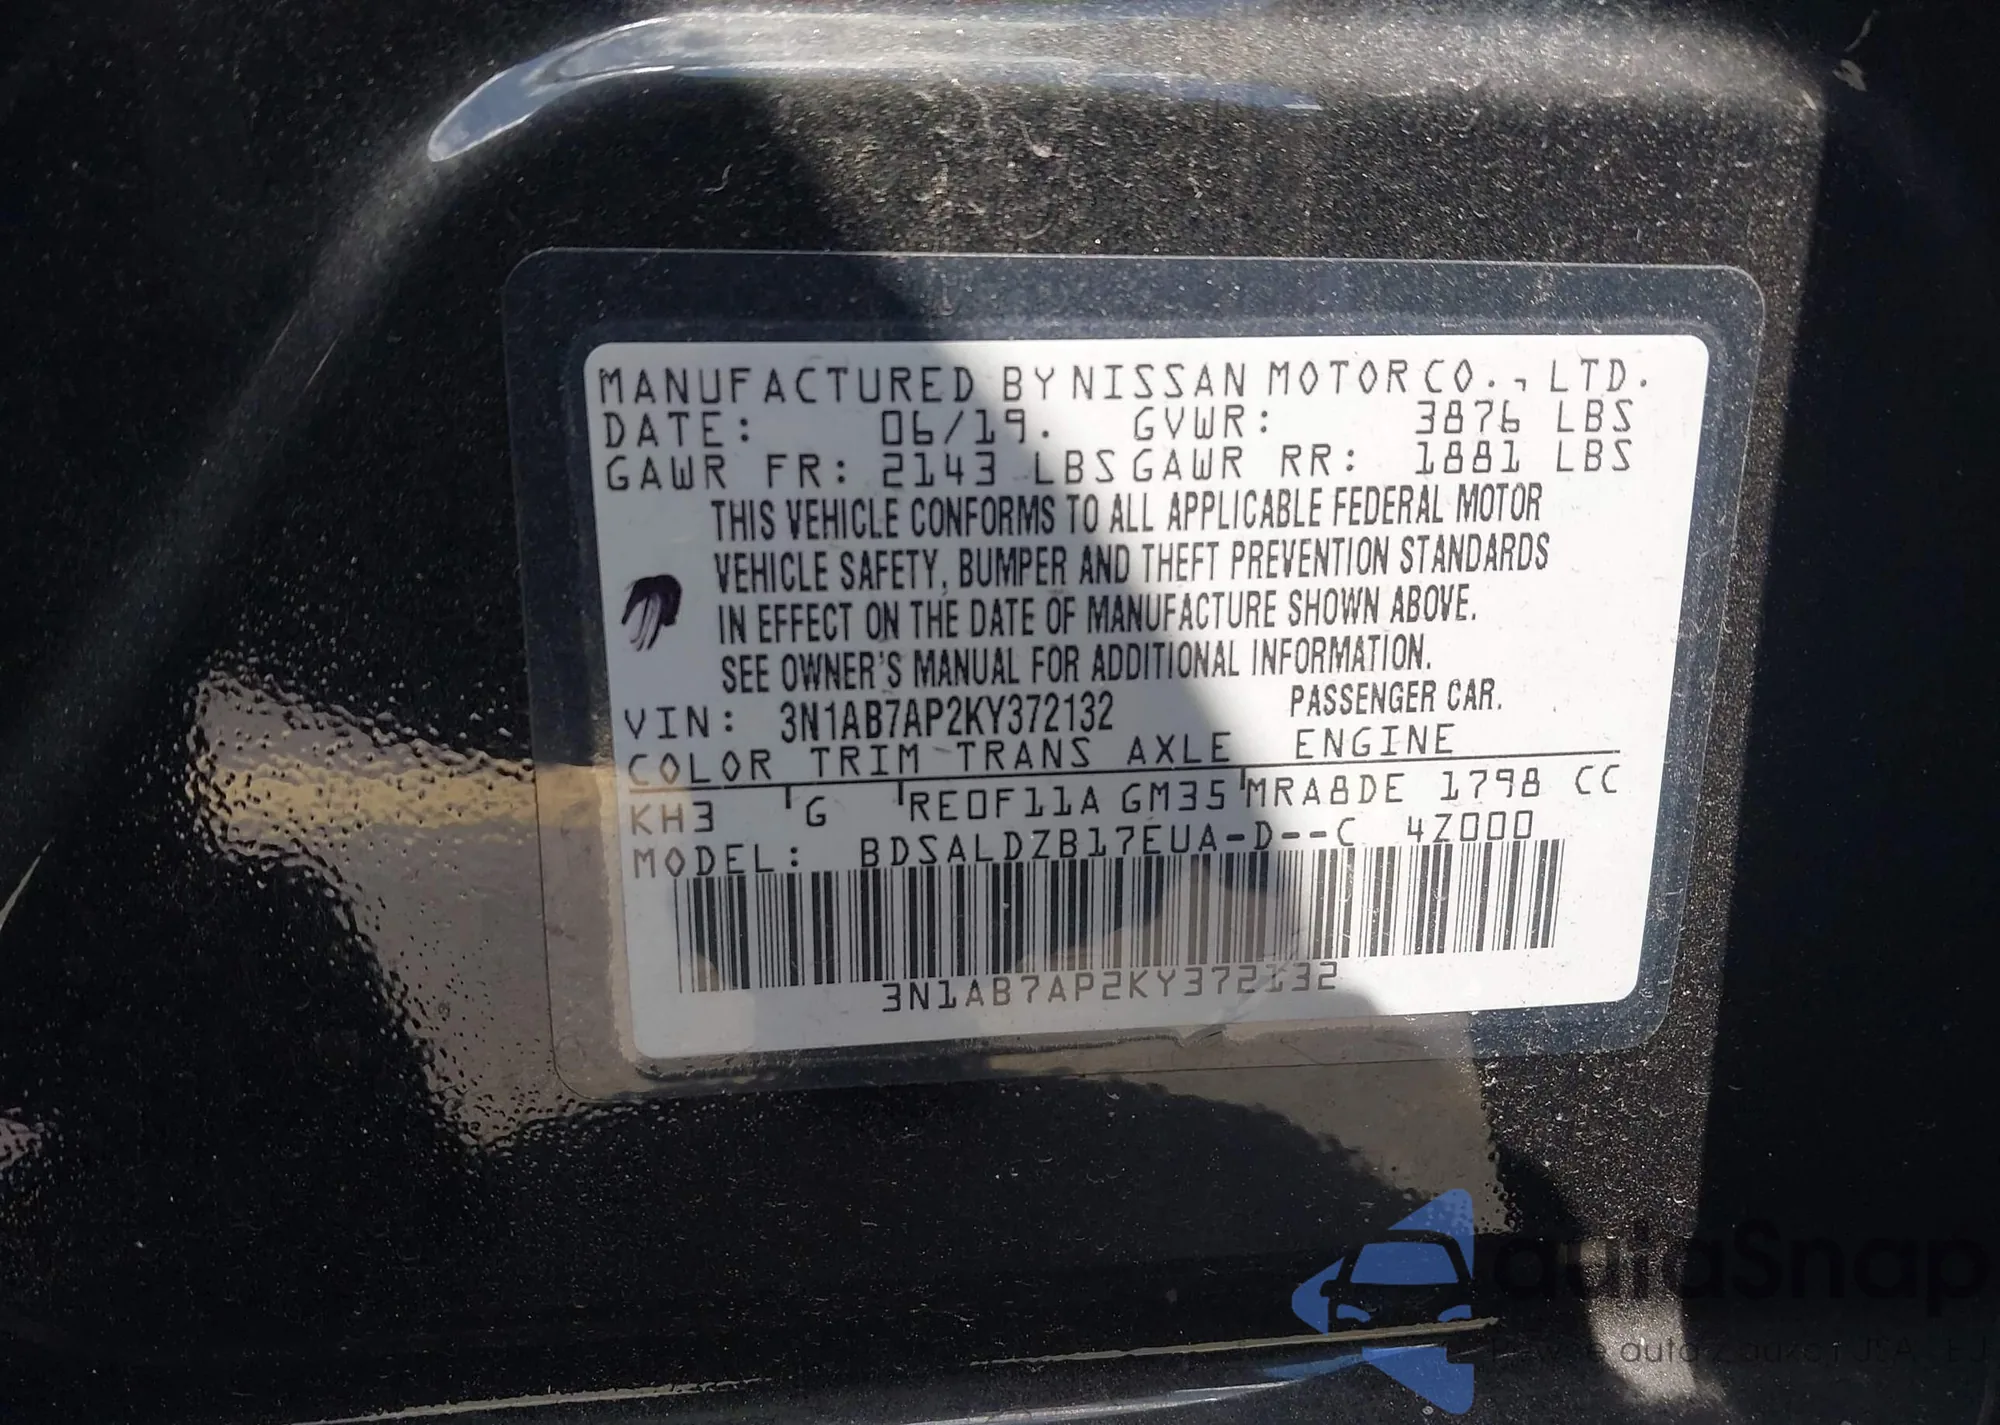 MANUFACTURED BY NISSAN MOTOR CO., LTD.
DATE: 06/19. GVWR: 3876 LBS
GAWR FR: 2143 LBS GAWR RR: 1881 LBS
THIS VEHICLE CONFORMS TO ALL APPLICABLE FEDERAL MOTOR
VEHICLE SAFETY, BUMPER AND THEFT PREVENTION STANDARDS
IN EFFECT ON THE DATE OF MANUFACTURE SHOWN ABOVE.
SEE OWNER'S MANUAL FOR ADDITIONAL INFORMATION.
VIN: 3N1AB7AP2KY372132 PASSENGER CAR.
COLOR TRIM TRANS AXLE ENGINE
KH3 G RE0F11A GM35 MRA8DE 1798 CC
MODEL: BDSALDZB17EUA-D--C 4Z000
3N1AB7AP2KY372132
autaSnap